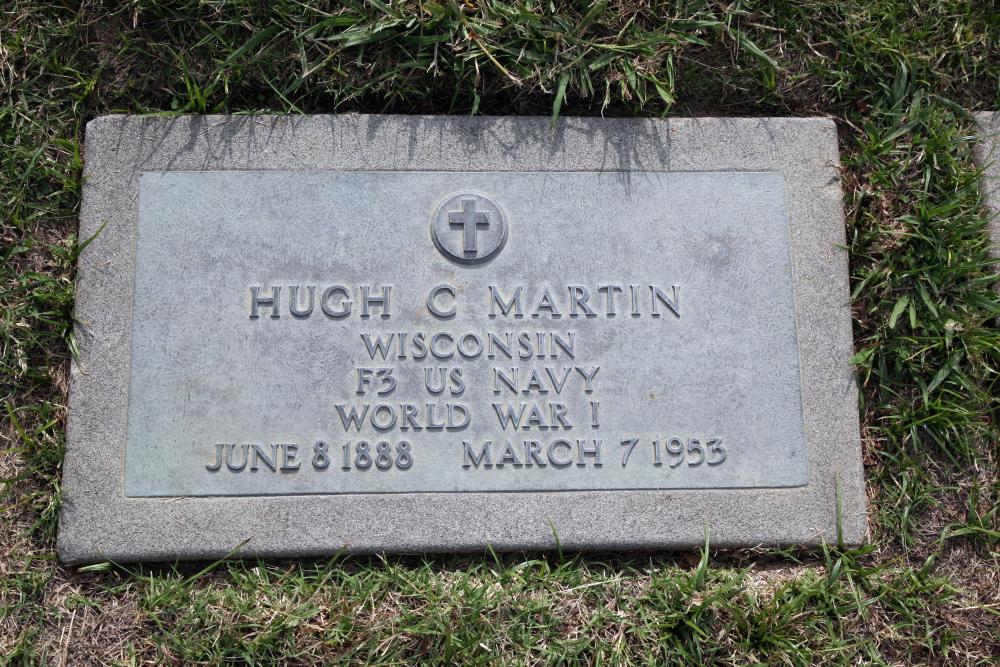 HUGH C MARTIN
WISCONSIN
F3 US NAVY
WORLD WAR I
JUNE 8 1888 MARCH 7 1953